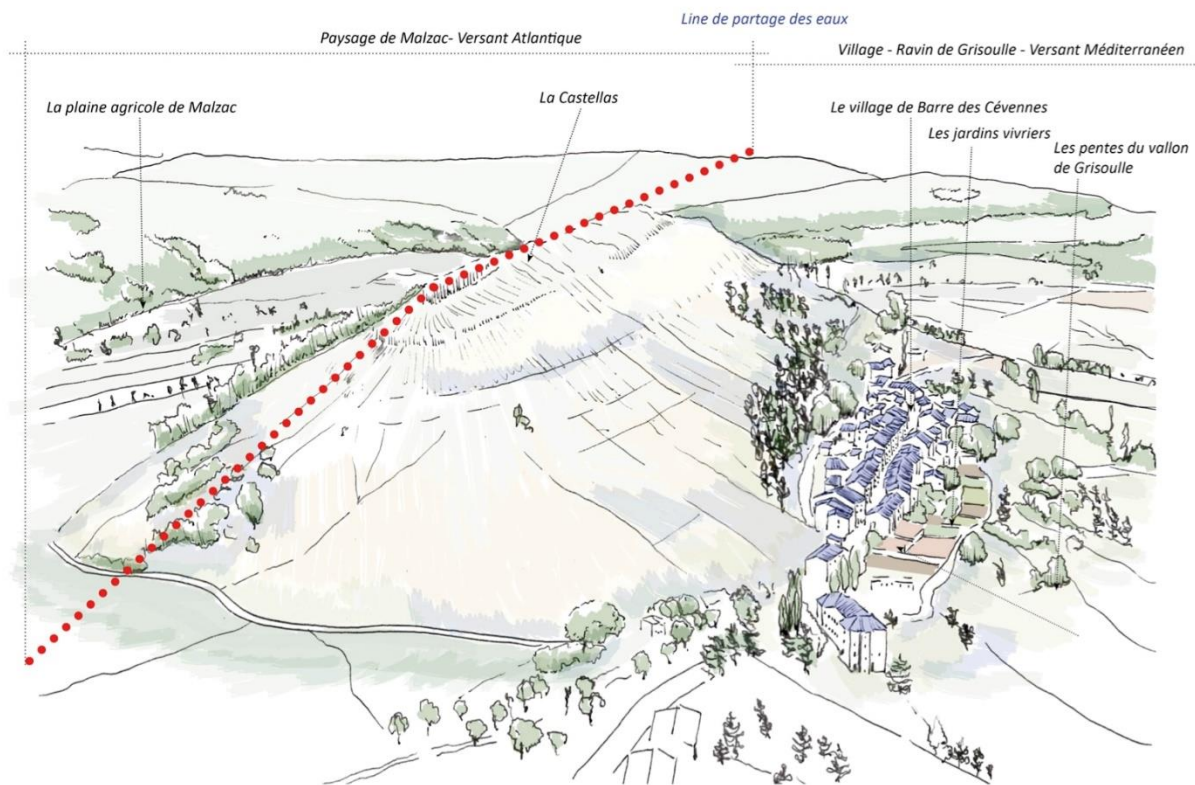 Line de partage des eaux
Paysage de Malzac- Versant Atlantique
Village - Ravin de Grisoulle - Versant Méditerranéen
La plaine agricole de Malzac
La Castellas
Le village de Barre des Cévennes
Les jardins vivriers
Les pentes du vallon
de Grisoulle